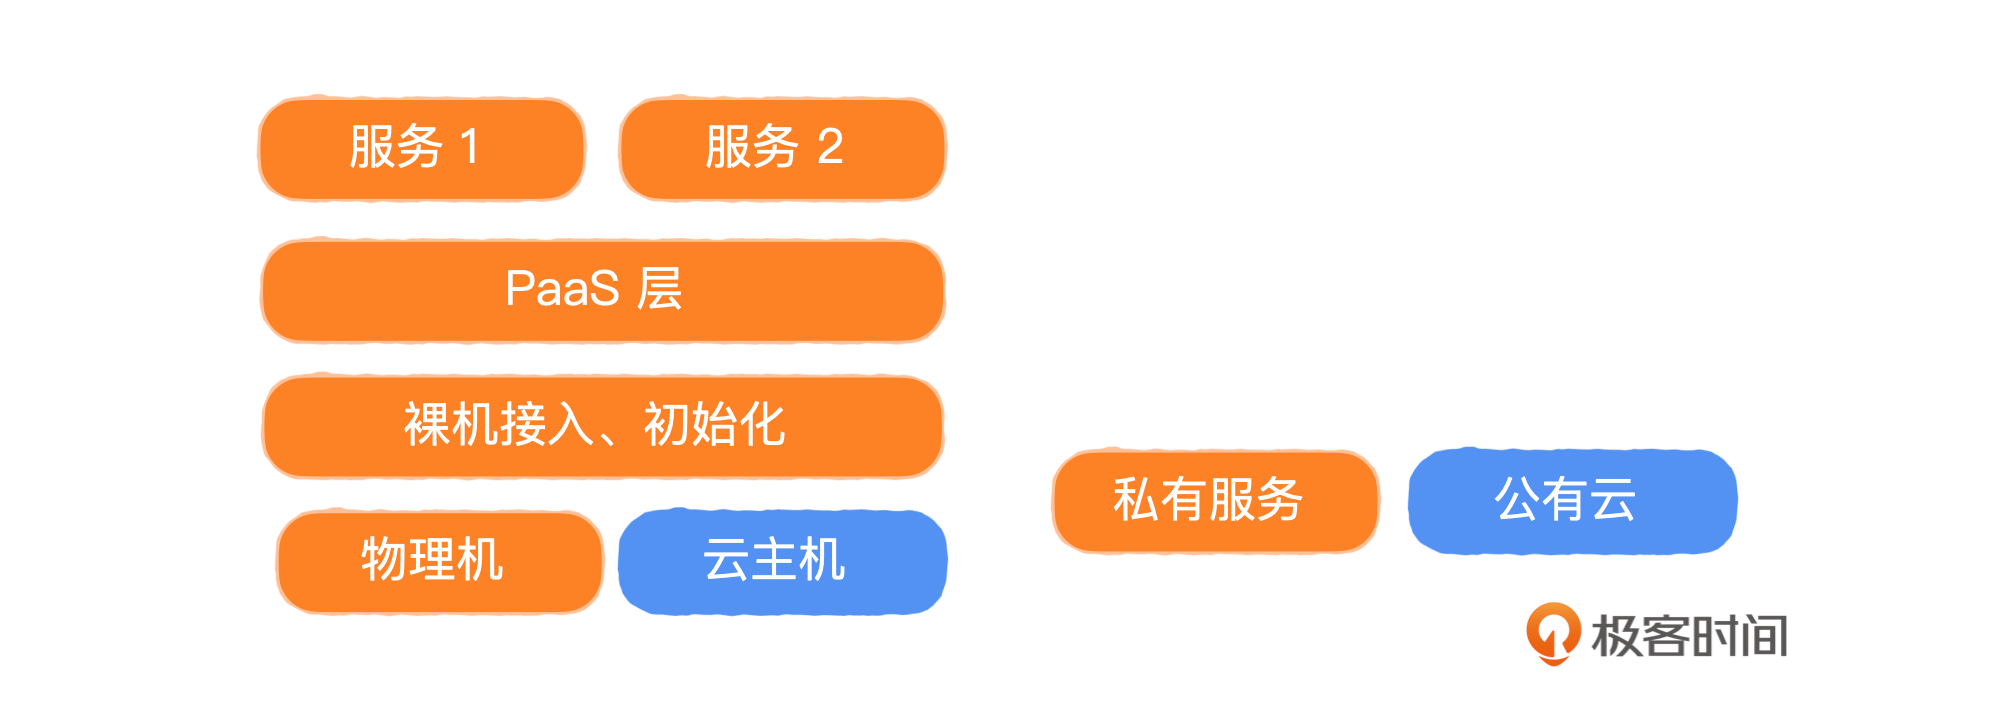 服务 1
服务 2
PaaS 层
裸机接入、初始化
物理机
云主机
私有服务
公有云
极客时间